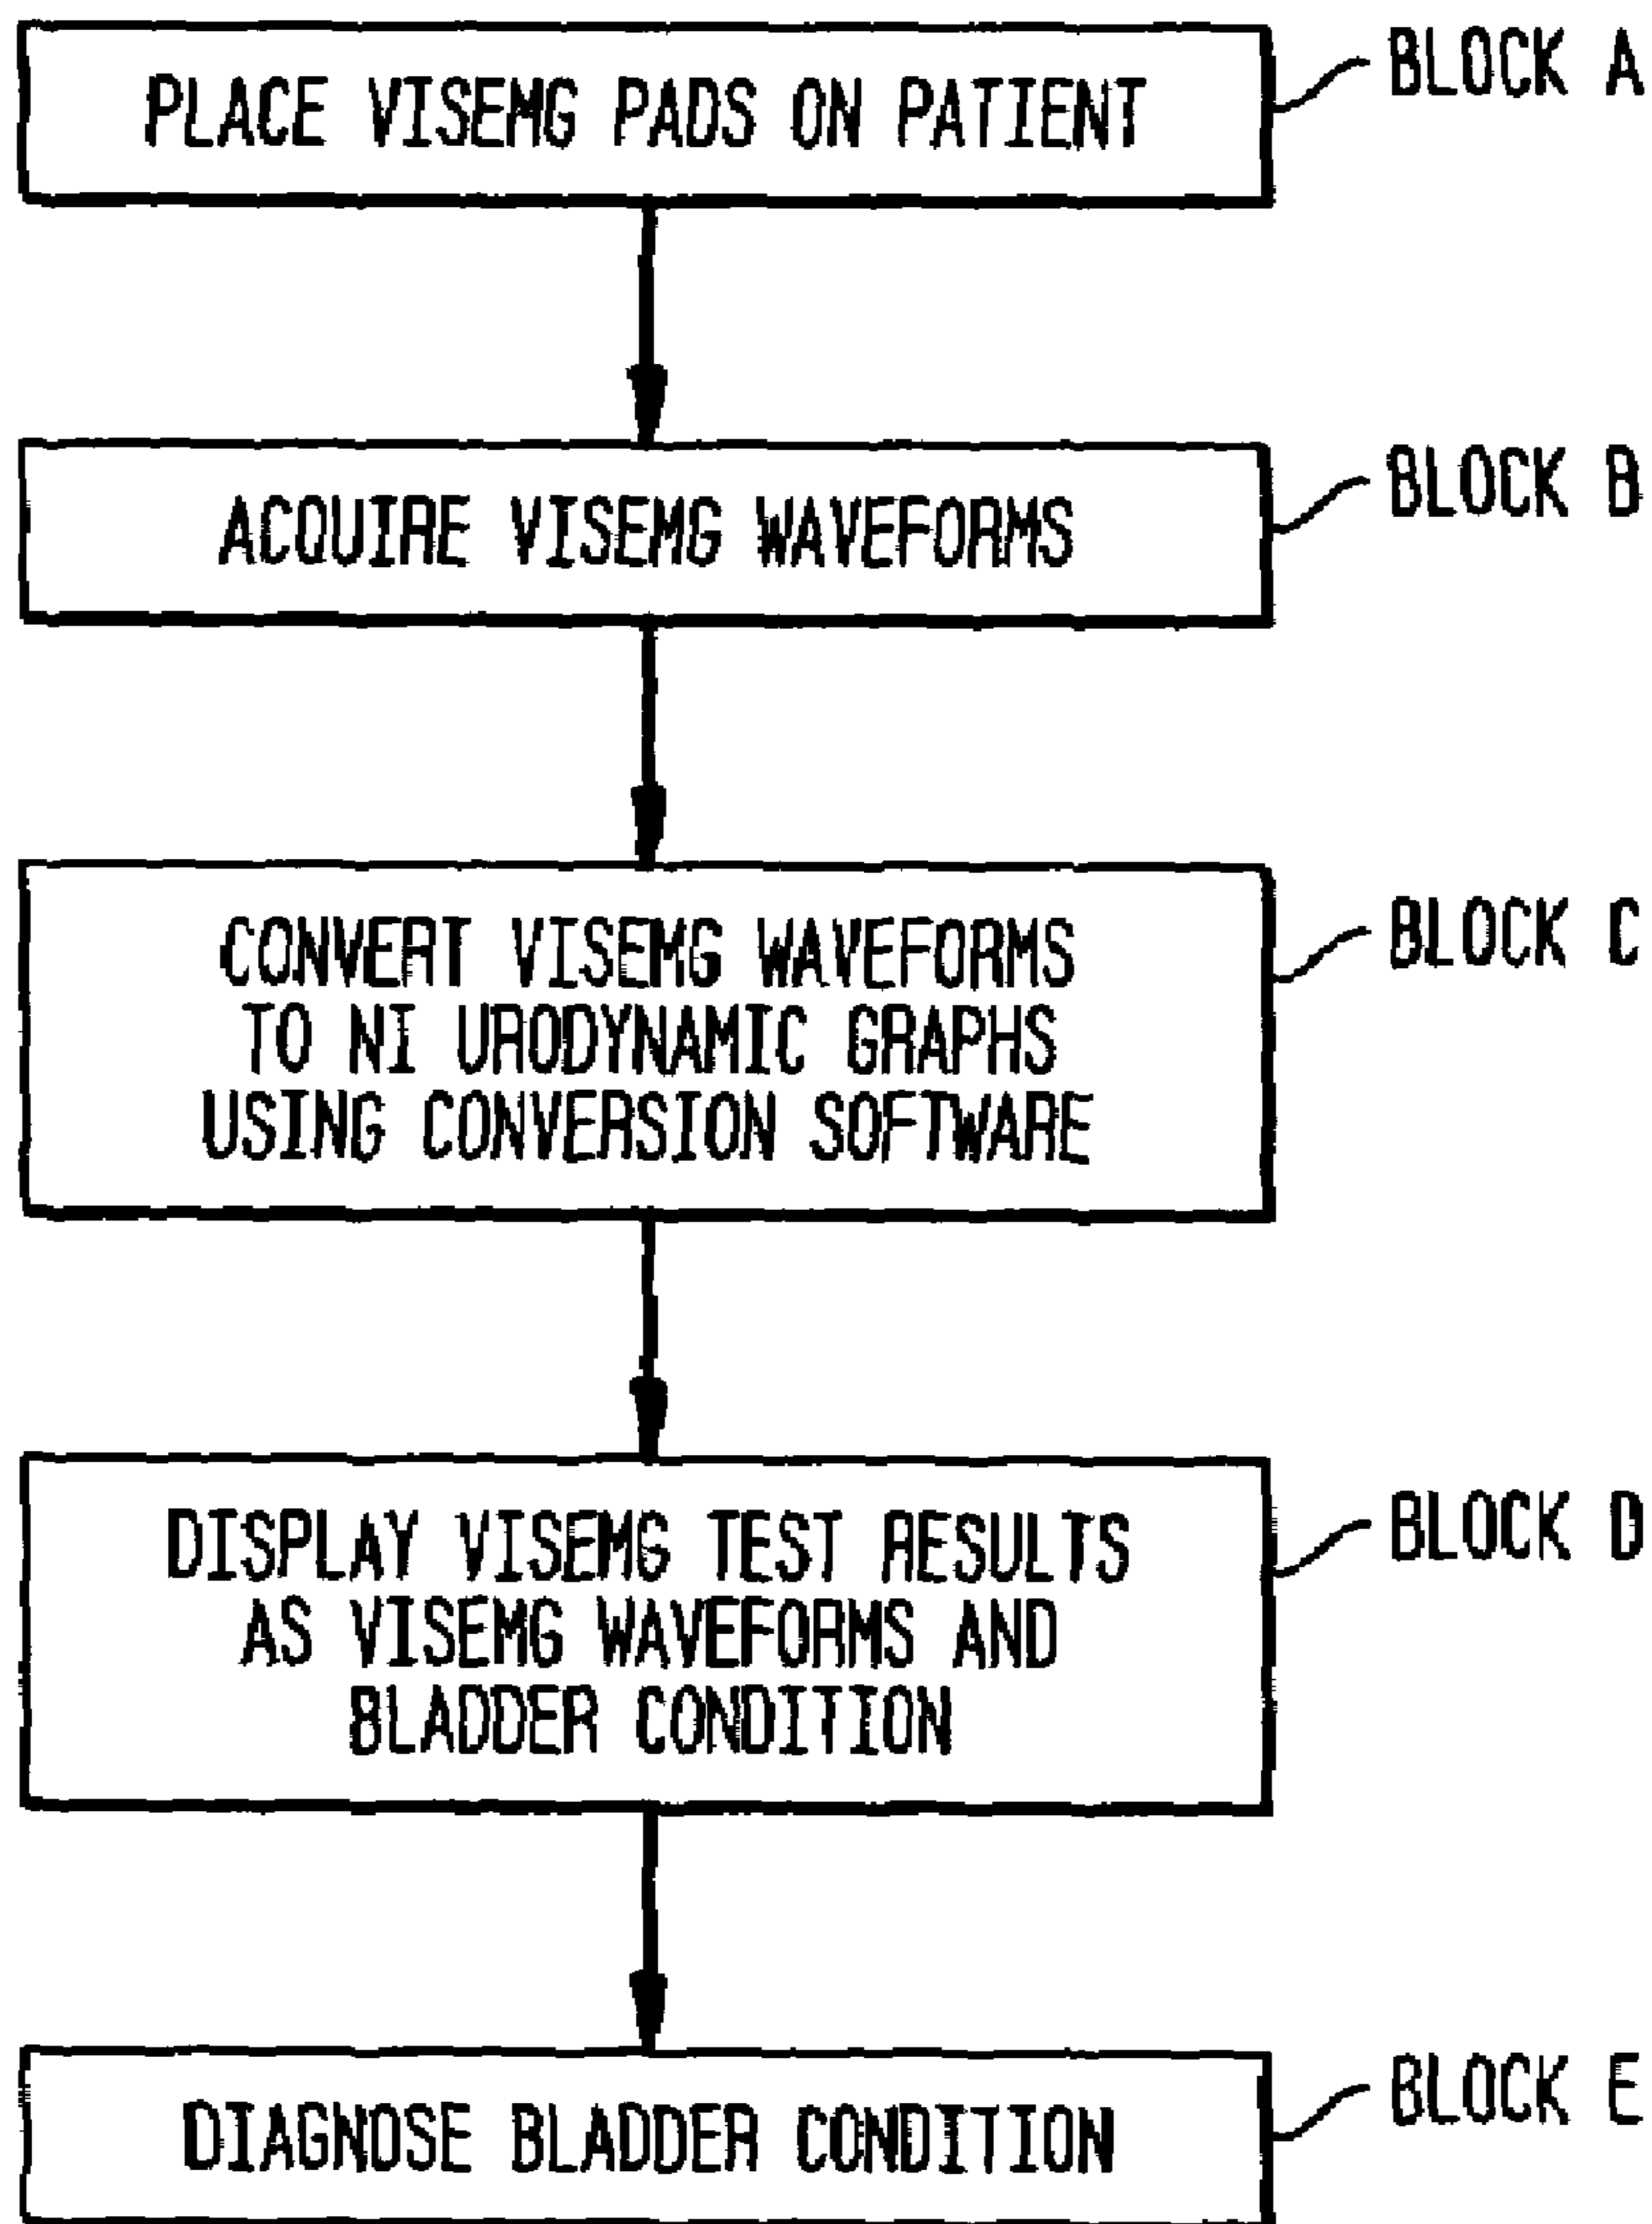 PLACE VISEMG PADS ON PATIENT
BLOCK A
ACQUIRE VISEMG WAVEFORMS
BLOCK B
CONVERT VISEMG WAVEFORMS
TO NI URODYNAMIC GRAPHS
USING CONVERSION SOFTWARE
BLOCK C
DISPLAY VISEMG TEST RESULTS
AS VISEMG WAVEFORMS AND
BLADDER CONDITION
BLOCK D
DIAGNOSE BLADDER CONDITION
BLOCK E